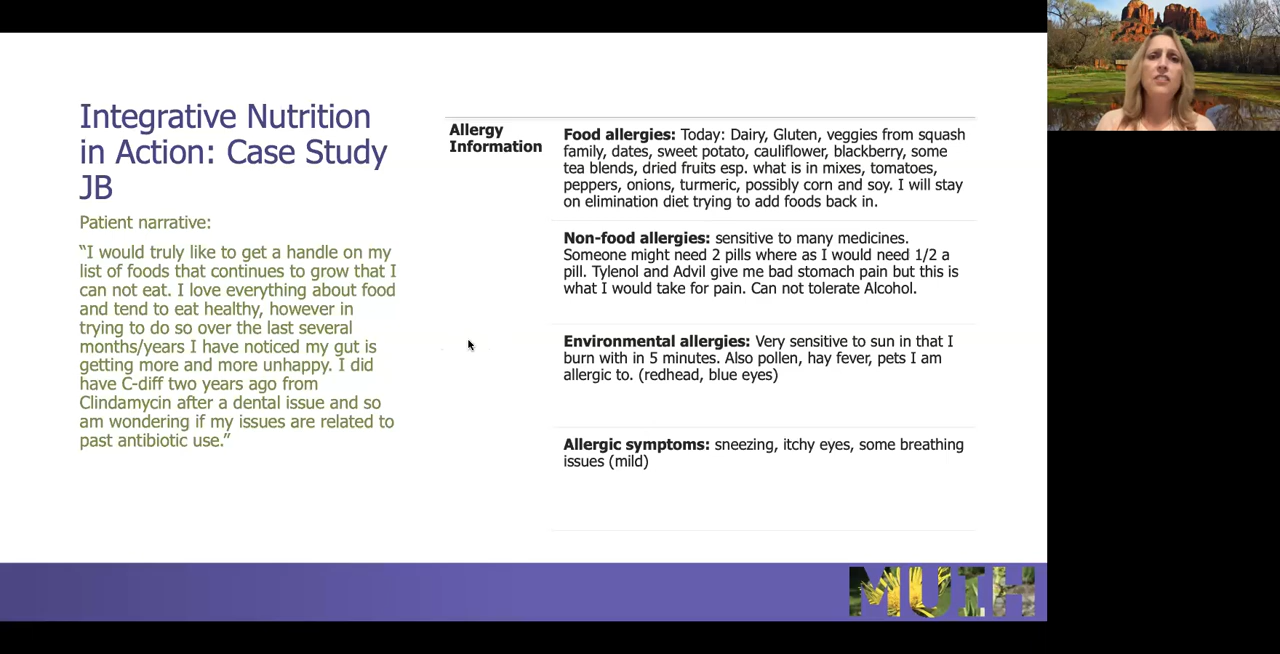 Integrative Nutrition
in Action: Case Study
JB
Patient narrative:
“I would truly like to get a handle on my
list of foods that continues to grow that I
can not eat. I love everything about food
and tend to eat healthy, however in
trying to do so over the last several
months/years I have noticed my gut is
getting more and more unhappy. I did
have C-diff two years ago from
Clindamycin after a dental issue and so
am wondering if my issues are related to
past antibiotic use.”
Allergy
Information
Food allergies: Today: Dairy, Gluten, veggies from squash
family, dates, sweet potato, cauliflower, blackberry, some
tea blends, dried fruits esp. what is in mixes, tomatoes,
peppers, onions, turmeric, possibly corn and soy. I will stay
on elimination diet trying to add foods back in.
Non-food allergies: sensitive to many medicines.
Someone might need 2 pills where as I would need 1/2 a
pill. Tylenol and Advil give me bad stomach pain but this is
what I would take for pain. Can not tolerate Alcohol.
Environmental allergies: Very sensitive to sun in that I
burn with in 5 minutes. Also pollen, hay fever, pets I am
allergic to. (redhead, blue eyes)
Allergic symptoms: sneezing, itchy eyes, some breathing
issues (mild)
MUIH